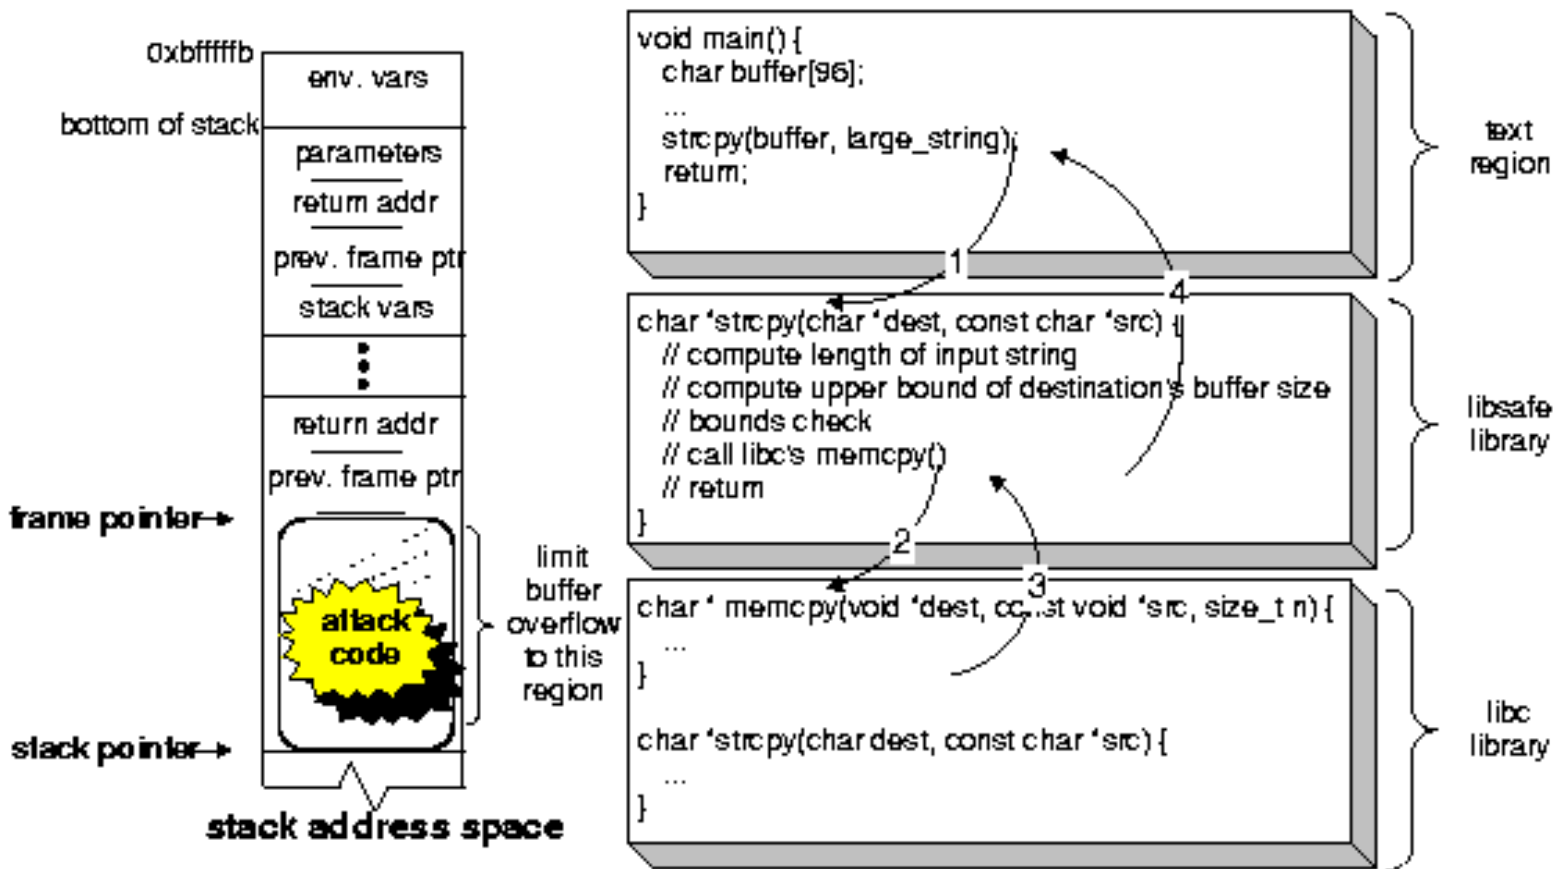 0xbfffffb
env. vars
bottom of stack
parameters
return addr
prev. frame ptr
stack vars
return addr
prev. frame ptr
frame pointer
attack
code
limit
buffer
overflow
to this
region
stack pointer
stack address space
void main() {
char buffer[96];
...
strcpy(buffer, large_string);
return;
}
text
region
1
4
char *strcpy(char *dest, const char *src) {
// compute length of input string
// compute upper bound of destination's buffer size
// bounds check
// call libc's memcpy()
// return
}
libsafe
library
2
3
char * memcpy(void *dest, const void *src, size_t n) {
...
}
char *strcpy(char dest, const char *src) {
...
}
libc
library